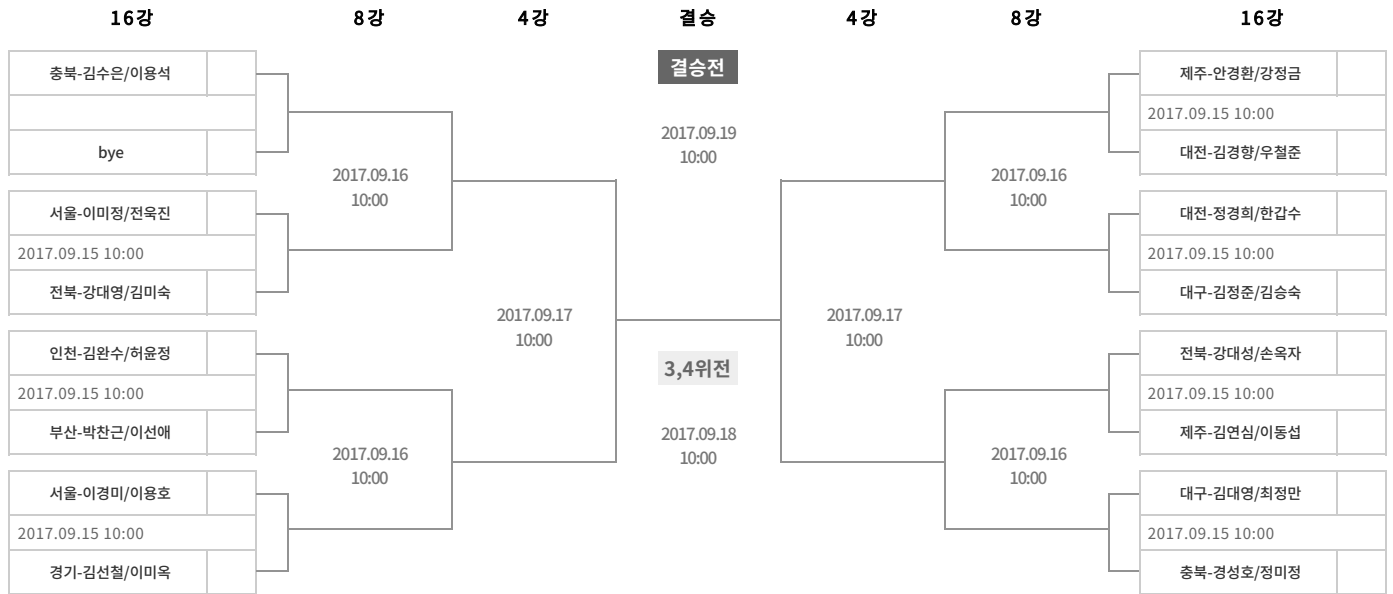 16강 8강 4강 결승 4강 8강 16강
충북-김수은/이용석
bye
서울-이미정/전욱진
2017.09.15 10:00
전북-강대영/김미숙
인천-김완수/허윤정
2017.09.15 10:00
부산-박찬근/이선애
서울-이경미/이용호
2017.09.15 10:00
경기-김선철/이미옥
2017.09.16
10:00
2017.09.16
10:00
2017.09.17
10:00
결승전
2017.09.19
10:00
3,4위전
2017.09.18
10:00
2017.09.17
10:00
2017.09.16
10:00
2017.09.16
10:00
제주-안경환/강정금
2017.09.15 10:00
대전-김경향/우철준
대전-정경희/한갑수
2017.09.15 10:00
대구-김정준/김승숙
전북-강대성/손옥자
2017.09.15 10:00
제주-김연심/이동섭
대구-김대영/최정만
2017.09.15 10:00
충북-경성호/정미정